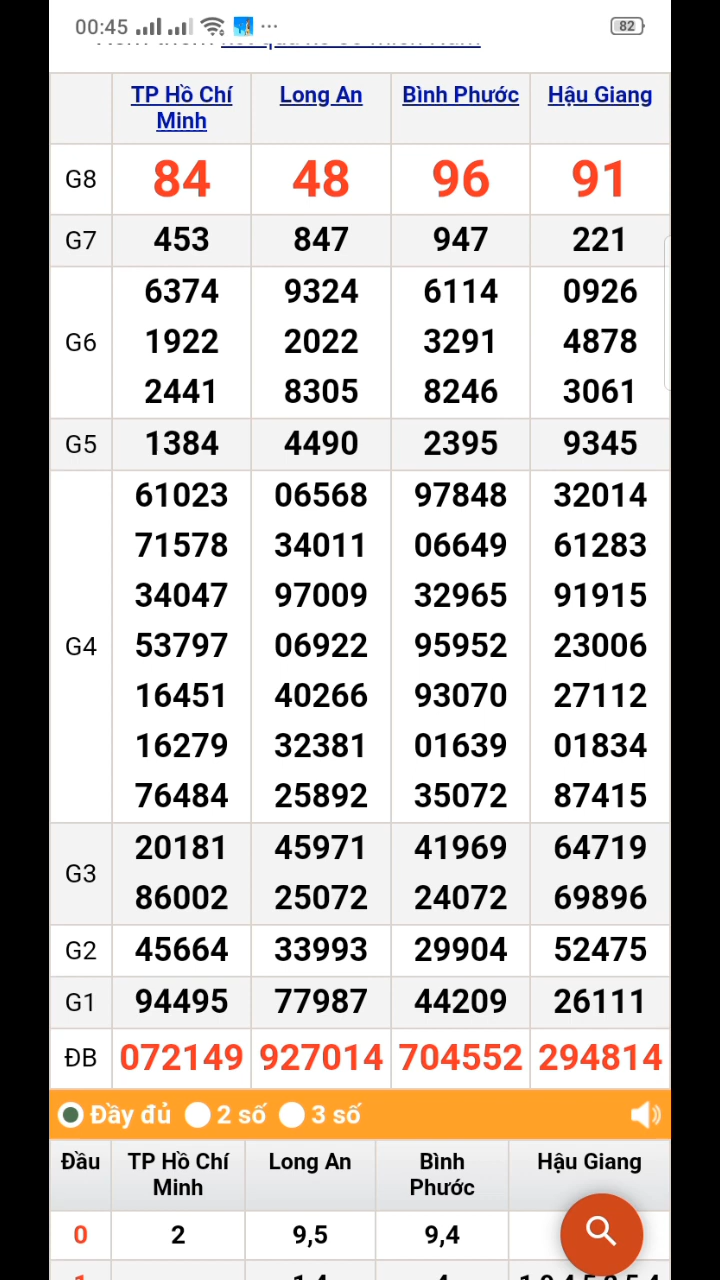 00:45 82
TP Hồ Chí Minh Long An Bình Phước Hậu Giang
G8 84 48 96 91
G7 453 847 947 221
6374 9324 6114 0926
G6 1922 2022 3291 4878
2441 8305 8246 3061
G5 1384 4490 2395 9345
61023 06568 97848 32014
71578 34011 06649 61283
34047 97009 32965 91915
G4 53797 06922 95952 23006
16451 40266 93070 27112
16279 32381 01639 01834
76484 25892 35072 87415
G3 20181 45971 41969 64719
86002 25072 24072 69896
G2 45664 33993 29904 52475
G1 94495 77987 44209 26111
ĐB 072149 927014 704552 294814
Đầy đủ 2 số 3 số
Đầu TP Hồ Chí Minh Long An Bình Phước Hậu Giang
0 2 9,5 9,4